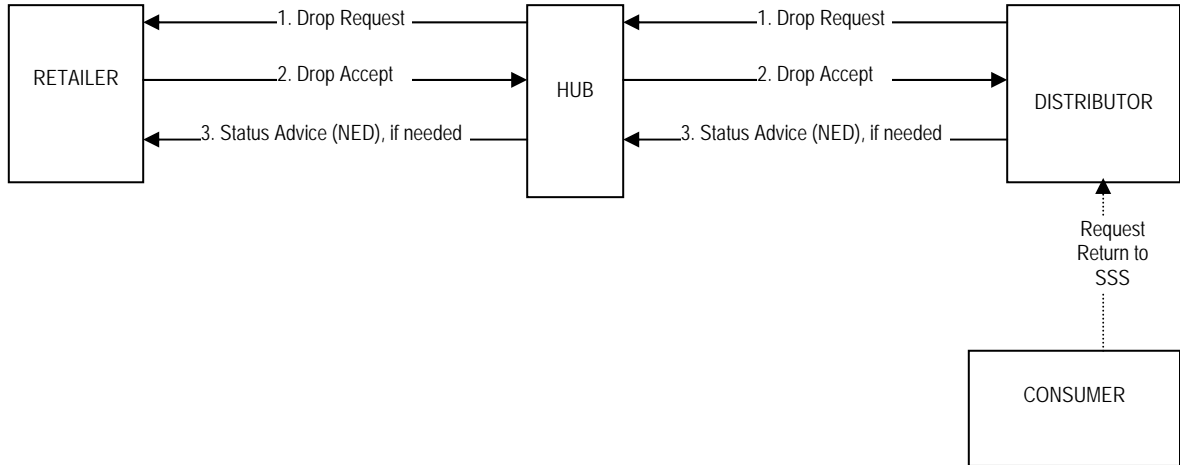 1. Drop Request
1. Drop Request
RETAILER
2. Drop Accept
HUB
2. Drop Accept
DISTRIBUTOR
3. Status Advice (NED), if needed
3. Status Advice (NED), if needed
Request
Return to
SSS
CONSUMER